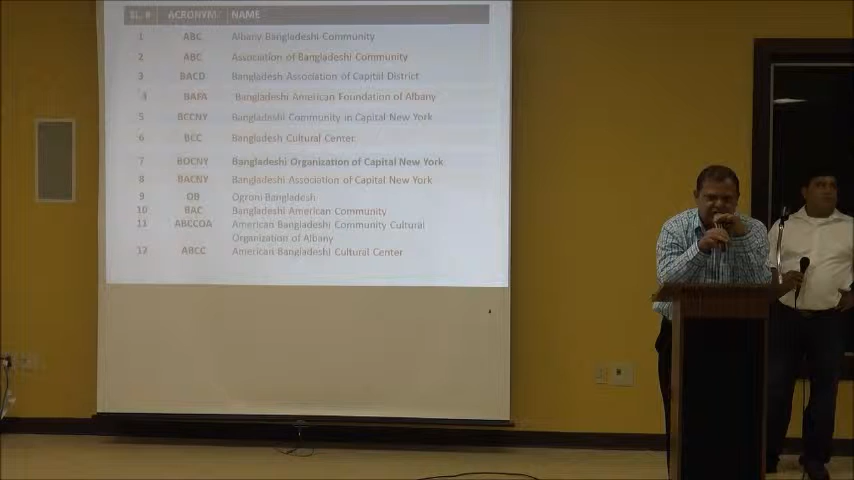 SL. # ACRONYM NAME
1 ABC Albany Bangladeshi Community
2 ABC Association of Bangladeshi Community
3 BACD Bangladesh Association of Capital District
4 BAFA Bangladeshi American Foundation of Albany
5 BCCNY Bangladeshi Community in Capital New York
6 BCC Bangladesh Cultural Center
7 BOCNY Bangladeshi Organization of Capital New York
8 BACNY Bangladeshi Association of Capital New York
9 OB Ogroni Bangladesh
10 BAC Bangladeshi American Community
11 ABCCOA American Bangladeshi Community Cultural
Organization of Albany
12 ABCC American Bangladeshi Cultural Center